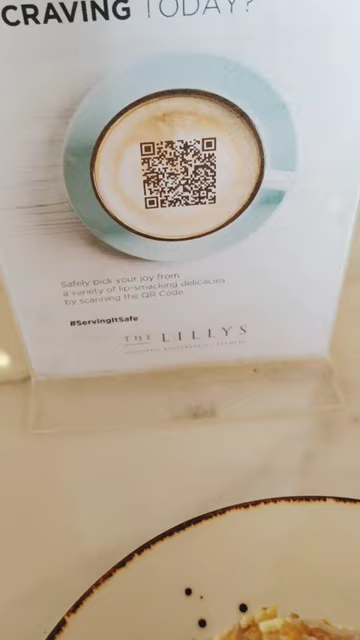 CRAVING TODAY?
Safely pick your joy from
a variety of lip-smacking delicacies
by scanning the QR Code.
#ServingItSafe
THE LILLYS